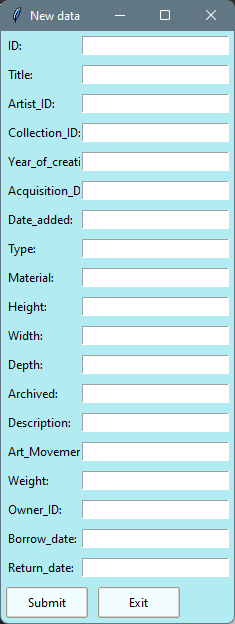 New data
ID:
Title:
Artist_ID:
Collection_ID:
Year_of_creati
Acquisition_D
Date_added:
Type:
Material:
Height:
Width:
Depth:
Archived:
Description:
Art_Movemer
Weight:
Owner_ID:
Borrow_date:
Return_date:
Submit Exit